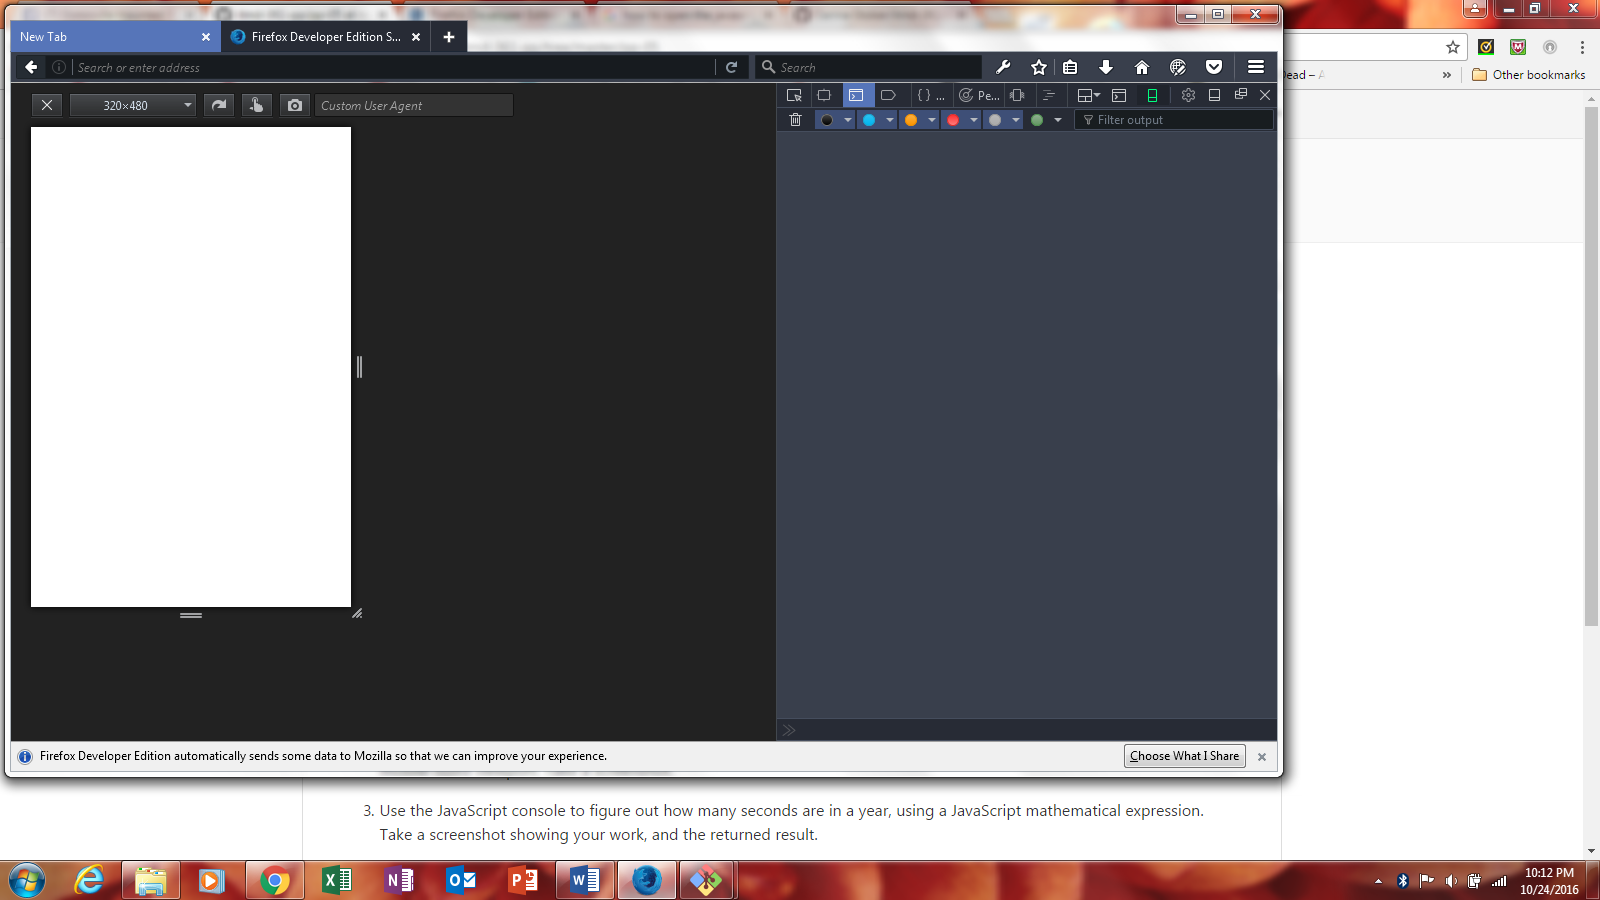 New Tab
Firefox Developer Edition S...
Search or enter address
Search
Other bookmarks
320×480
Custom User Agent
{ } ...
Pe...
Filter output
Firefox Developer Edition automatically sends some data to Mozilla so that we can improve your experience.
Choose What I Share
3. Use the JavaScript console to figure out how many seconds are in a year, using a JavaScript mathematical expression.
Take a screenshot showing your work, and the returned result.
10:12 PM
10/24/2016